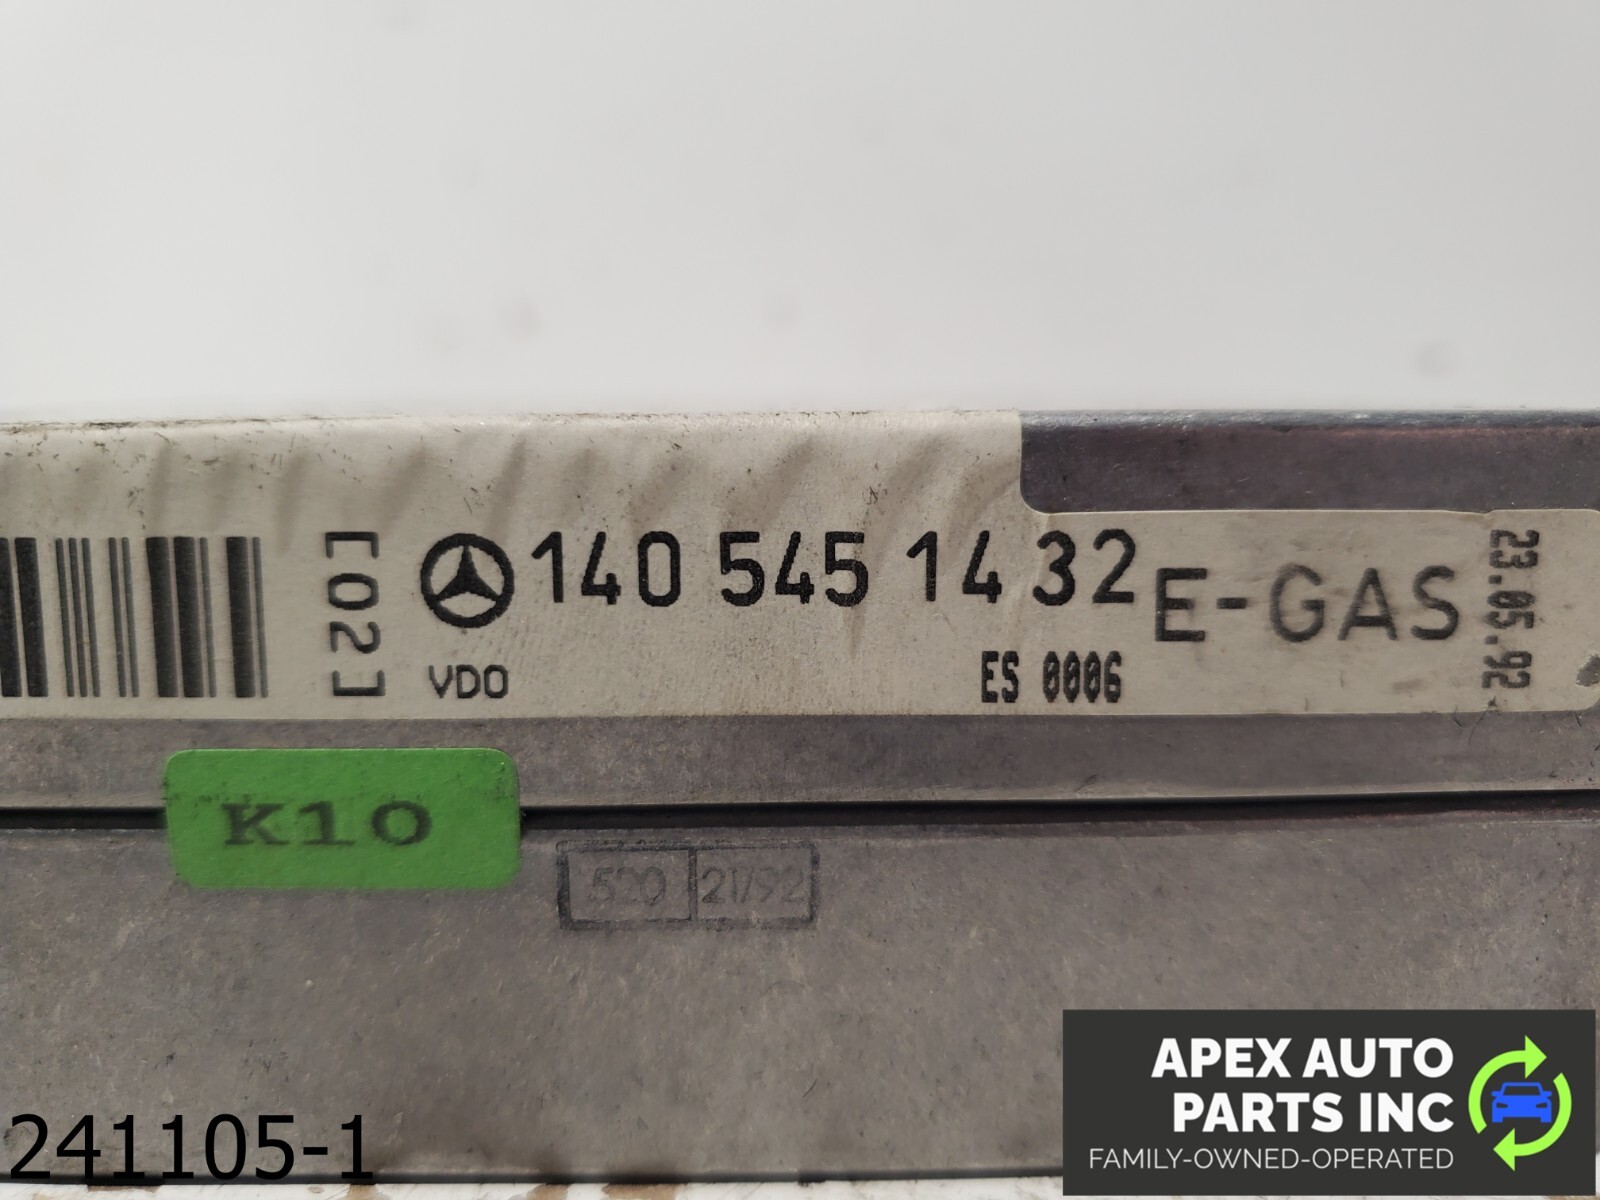 [02]
140 545 14 32
E-GAS
23.05.92
VDO
ES 0006
K10
520 21/92
241105-1
APEX AUTO
PARTS INC
FAMILY-OWNED-OPERATED